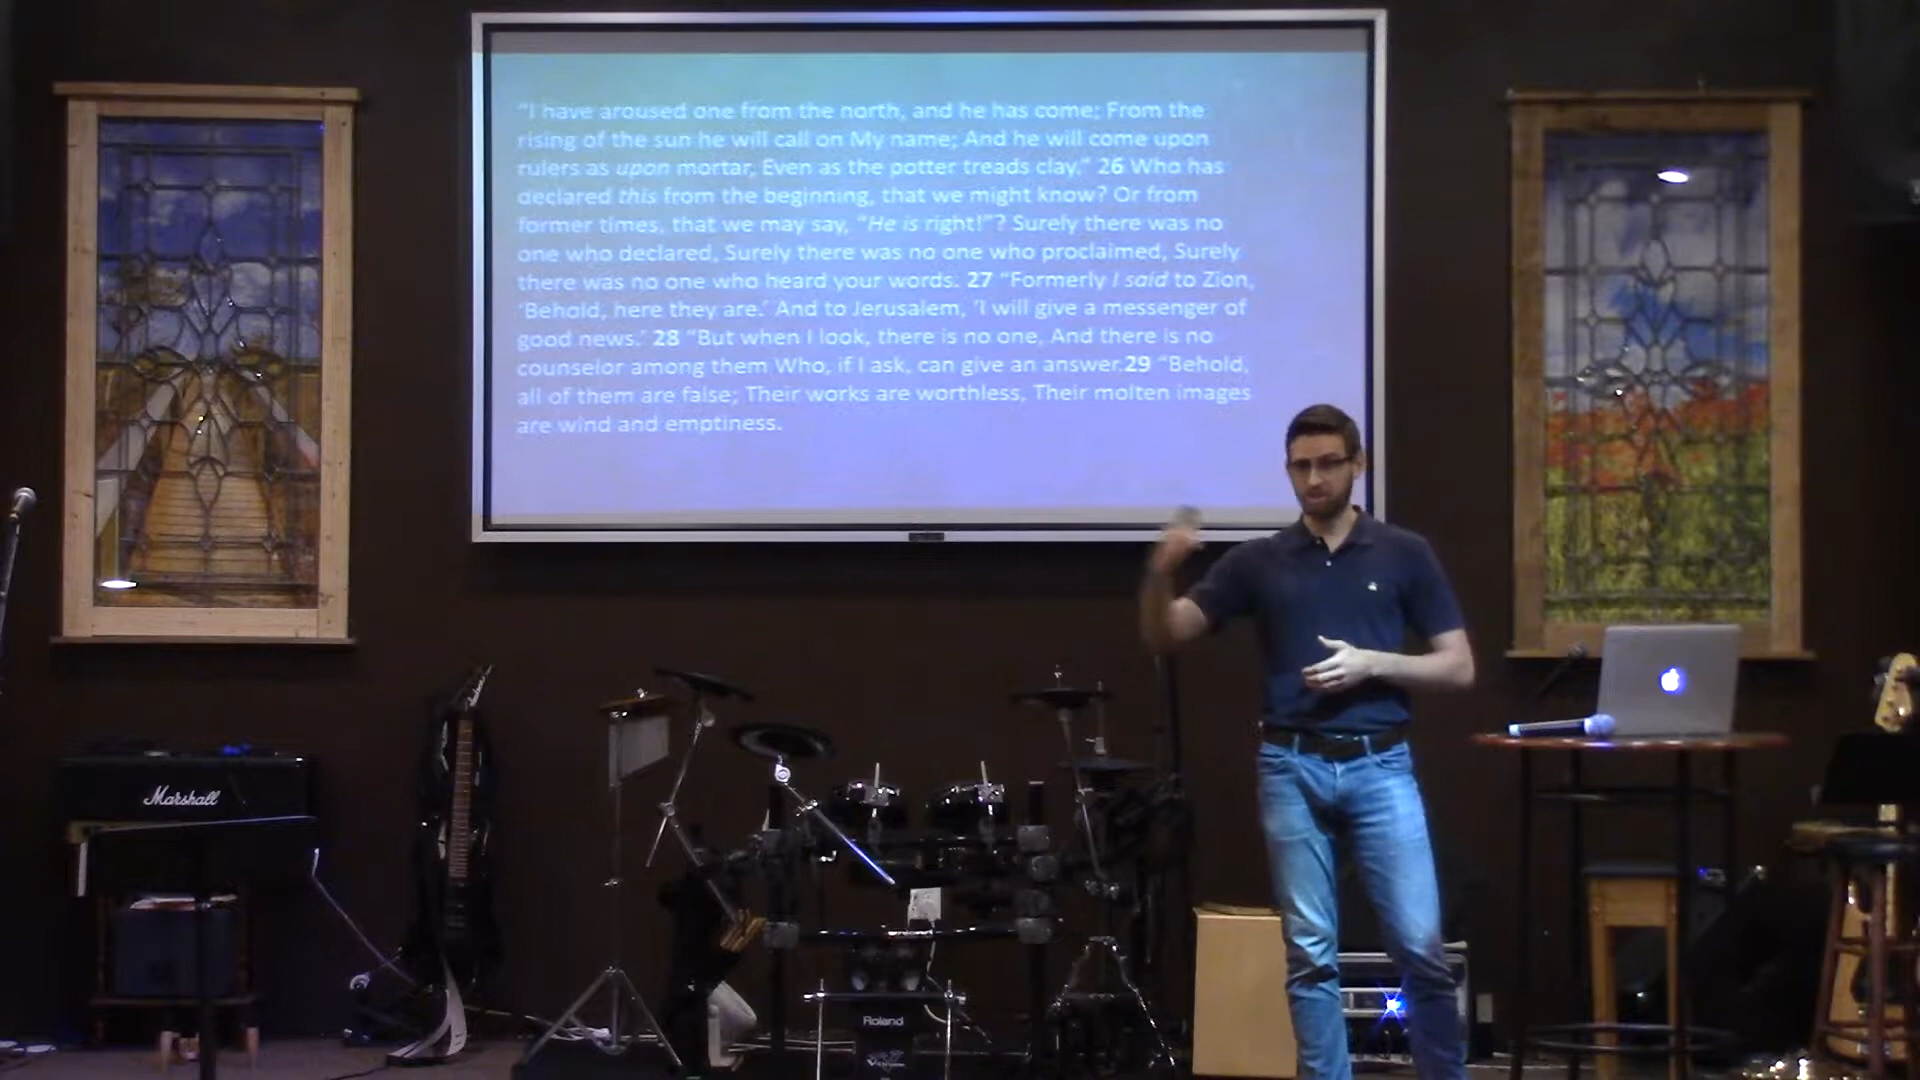 “I have aroused one from the north, and he has come; From the
rising of the sun he will call on My name; And he will come upon
rulers as upon mortar, Even as the potter treads clay.” 26 Who has
declared this from the beginning, that we might know? Or from
former times, that we may say, “He is right!”? Surely there was no
one who declared, Surely there was no one who proclaimed, Surely
there was no one who heard your words. 27 “Formerly I said to Zion,
‘Behold, here they are.’ And to Jerusalem, ‘I will give a messenger of
good news.’ 28 “But when I look, there is no one, And there is no
counselor among them Who, if I ask, can give an answer.29 “Behold,
all of them are false; Their works are worthless, Their molten images
are wind and emptiness.
Marshall
Roland